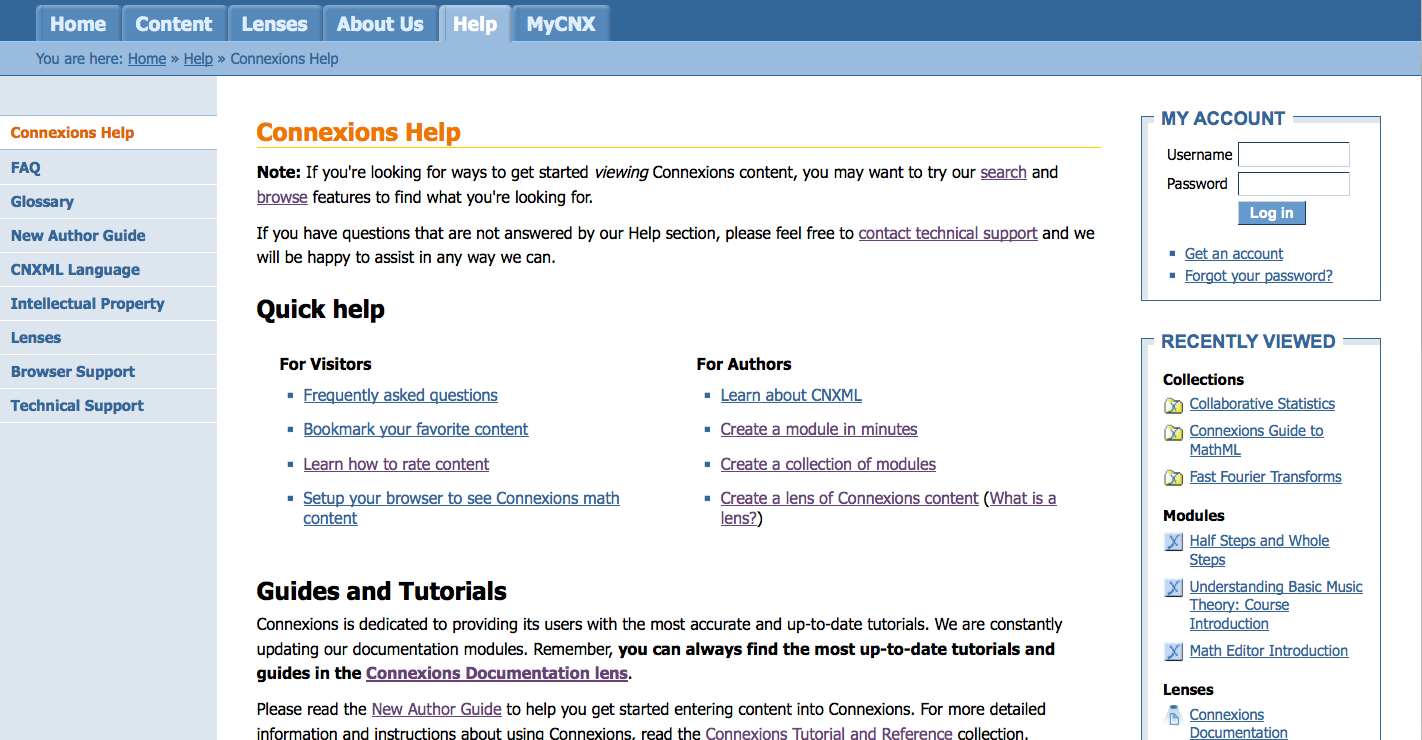 Home Content Lenses About Us Help MyCNX
You are here: Home » Help » Connexions Help
Connexions Help
FAQ
Glossary
New Author Guide
CNXML Language
Intellectual Property
Lenses
Browser Support
Technical Support
Connexions Help
Note: If you're looking for ways to get started viewing Connexions content, you may want to try our search and
browse features to find what you're looking for.
If you have questions that are not answered by our Help section, please feel free to contact technical support and we
will be happy to assist in any way we can.
Quick help
For Visitors
Frequently asked questions
Bookmark your favorite content
Learn how to rate content
Setup your browser to see Connexions math
content
For Authors
Learn about CNXML
Create a module in minutes
Create a collection of modules
Create a lens of Connexions content (What is a
lens?)
Guides and Tutorials
Connexions is dedicated to providing its users with the most accurate and up-to-date tutorials. We are constantly
updating our documentation modules. Remember, you can always find the most up-to-date tutorials and
guides in the Connexions Documentation lens.
Please read the New Author Guide to help you get started entering content into Connexions. For more detailed
information and instructions about using Connexions, read the Connexions Tutorial and Reference collection.
MY ACCOUNT
Username
Password
Log in
Get an account
Forgot your password?
RECENTLY VIEWED
Collections
Collaborative Statistics
Connexions Guide to
MathML
Fast Fourier Transforms
Modules
Half Steps and Whole
Steps
Understanding Basic Music
Theory: Course
Introduction
Math Editor Introduction
Lenses
Connexions
Documentation